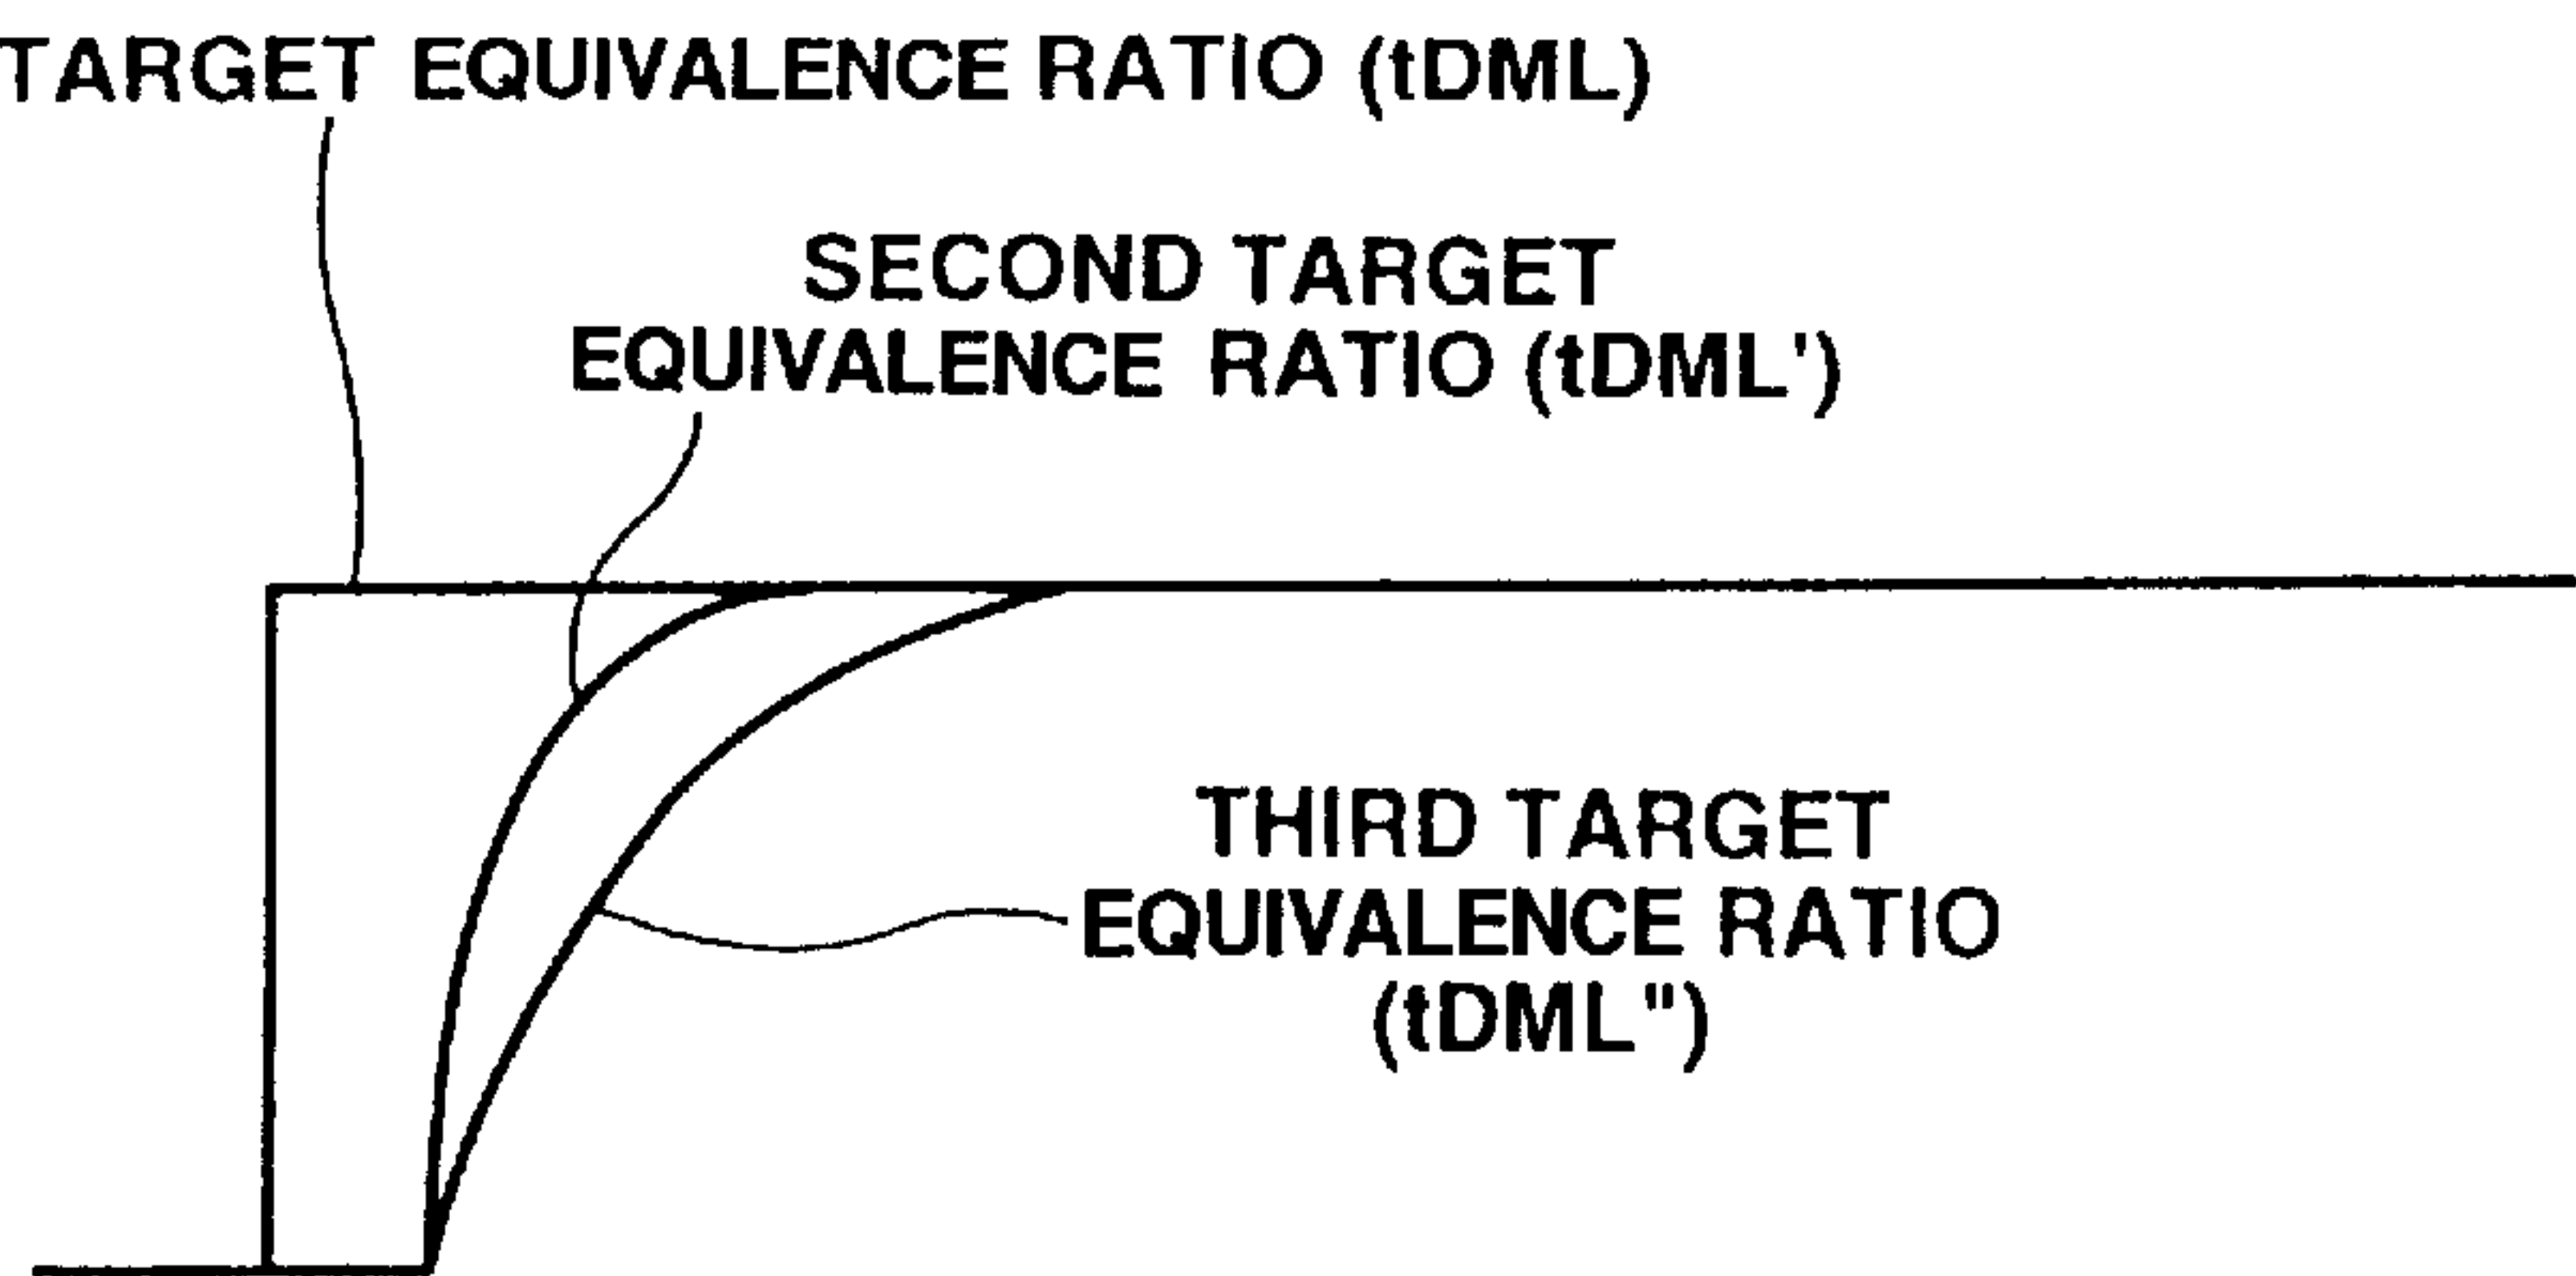 TARGET EQUIVALENCE RATIO (tDML)
SECOND TARGET
EQUIVALENCE RATIO (tDML')
THIRD TARGET
EQUIVALENCE RATIO
(tDML")